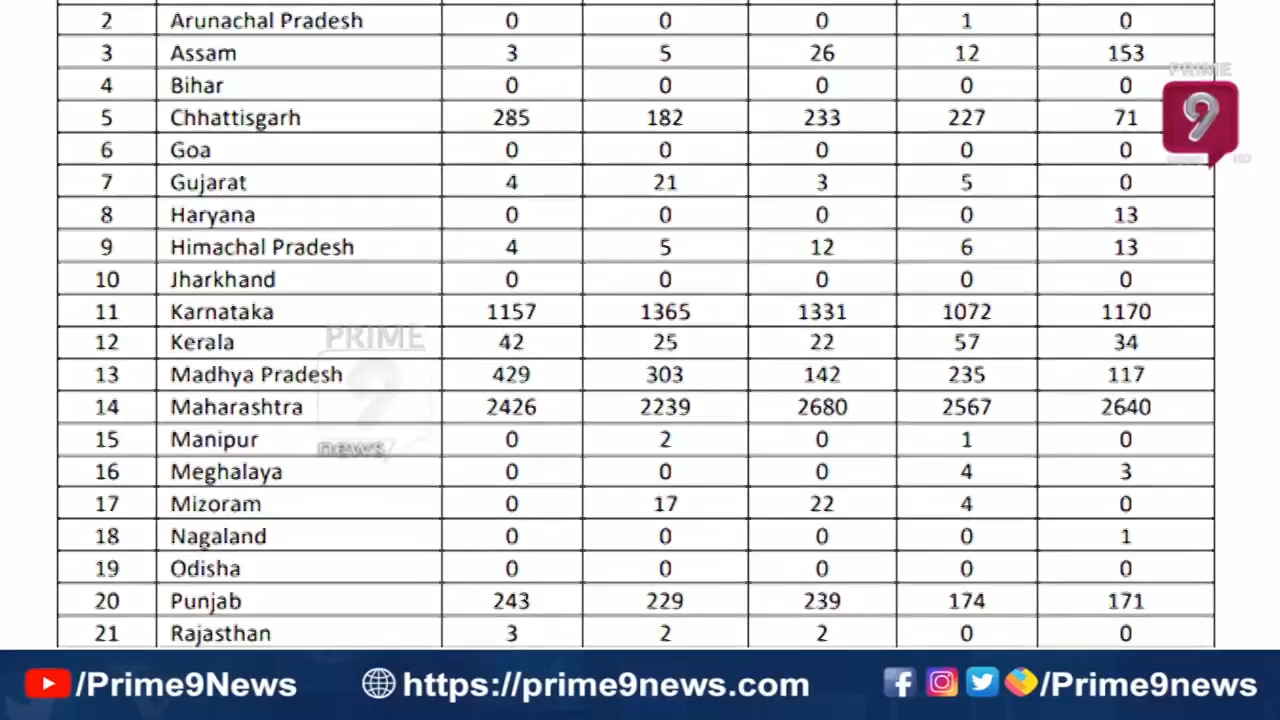 2 Arunachal Pradesh 0 0 0 1 0
3 Assam 3 5 26 12 153
4 Bihar 0 0 0 0 0
5 Chhattisgarh 285 182 233 227 71
6 Goa 0 0 0 0 0
7 Gujarat 4 21 3 5 0
8 Haryana 0 0 0 0 13
9 Himachal Pradesh 4 5 12 6 13
10 Jharkhand 0 0 0 0 0
11 Karnataka 1157 1365 1331 1072 1170
12 Kerala 42 25 22 57 34
13 Madhya Pradesh 429 303 142 235 117
14 Maharashtra 2426 2239 2680 2567 2640
15 Manipur 0 2 0 1 0
16 Meghalaya 0 0 0 4 3
17 Mizoram 0 17 22 4 0
18 Nagaland 0 0 0 0 1
19 Odisha 0 0 0 0 0
20 Punjab 243 229 239 174 171
21 Rajasthan 3 2 2 0 0
PRIME
9
PRIME
9
news
/Prime9News https://prime9news.com /Prime9news